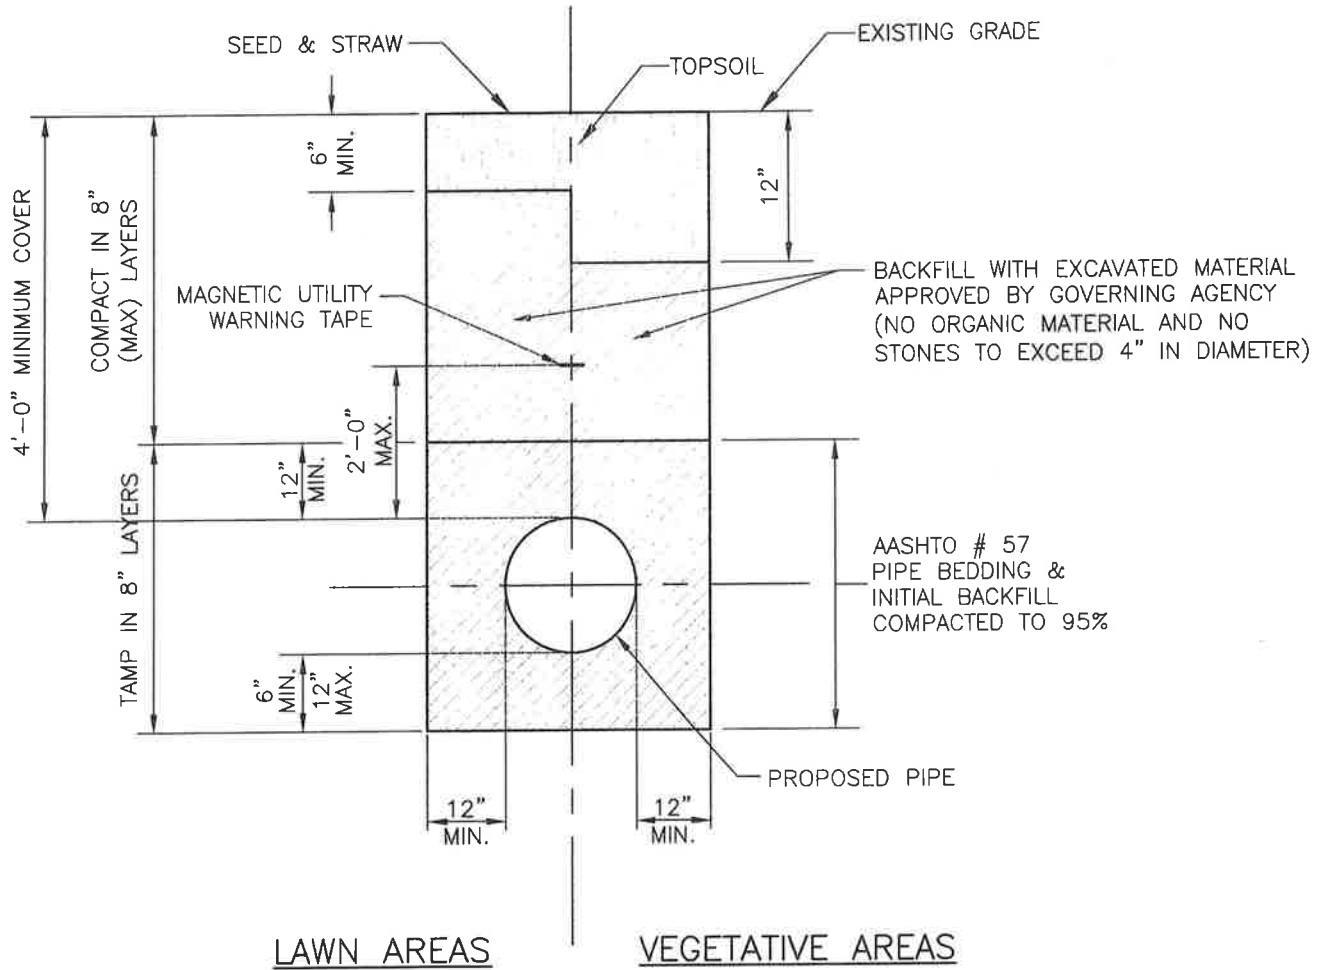 SEED & STRAW
EXISTING GRADE
TOPSOIL
6"
MIN.
12"
4'-0" MINIMUM COVER
COMPACT IN 8"
(MAX) LAYERS
MAGNETIC UTILITY
WARNING TAPE
BACKFILL WITH EXCAVATED MATERIAL
APPROVED BY GOVERNING AGENCY
(NO ORGANIC MATERIAL AND NO
STONES TO EXCEED 4" IN DIAMETER)
2'-0"
MAX.
12"
MIN.
TAMP IN 8" LAYERS
AASHTO # 57
PIPE BEDDING &
INITIAL BACKFILL
COMPACTED TO 95%
6"
MIN.
12"
MAX.
PROPOSED PIPE
12"
MIN.
12"
MIN.
LAWN AREAS
VEGETATIVE AREAS